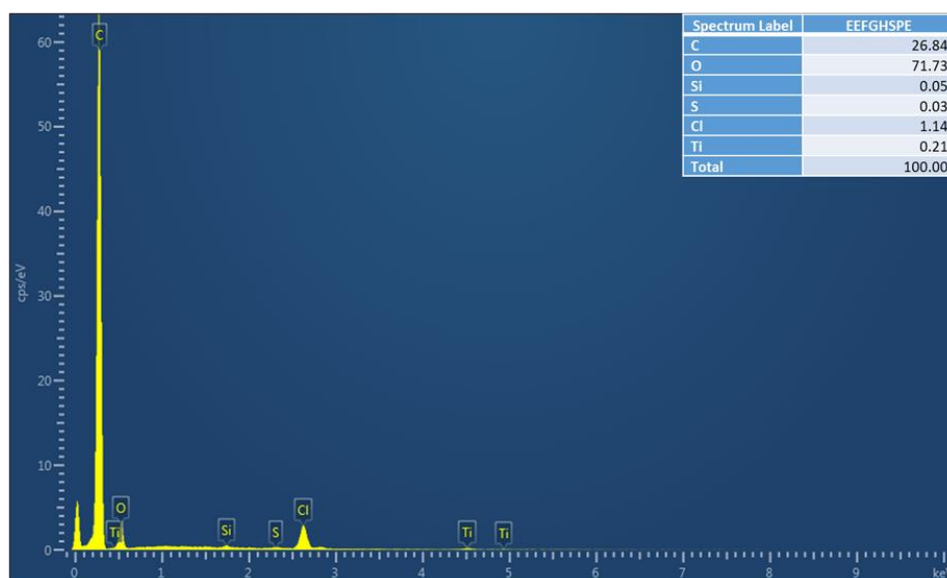 Spectrum Label EEFGHSPE
C 26.84
O 71.73
Si 0.05
S 0.03
Cl 1.14
Ti 0.21
Total 100.00
60
50
40
30
20
10
0
cps/eV
C
Ti
O
Si
S
Cl
Ti
Ti
0 1 2 3 4 5 6 7 8 9